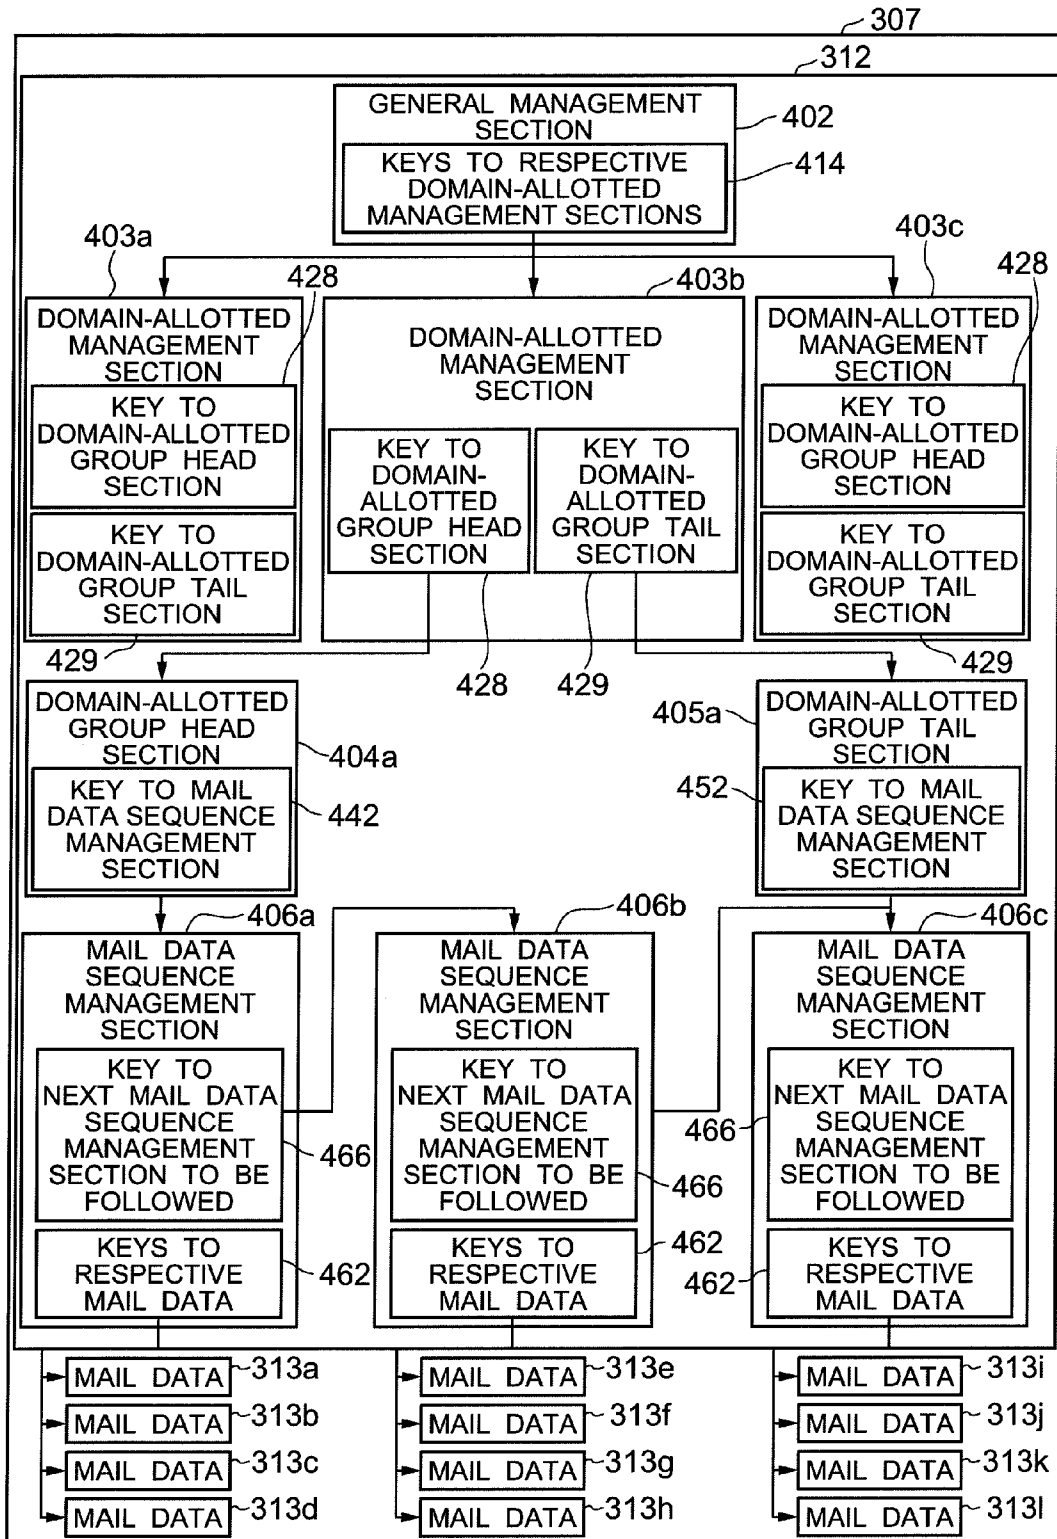 307
312
GENERAL MANAGEMENT
SECTION
402
KEYS TO RESPECTIVE
DOMAIN-ALLOTTED
MANAGEMENT SECTIONS
414
403a
403b
403c
428
DOMAIN-ALLOTTED
MANAGEMENT
SECTION
KEY TO
DOMAIN-ALLOTTED
GROUP HEAD
SECTION
KEY TO
DOMAIN-ALLOTTED
GROUP TAIL
SECTION
429
DOMAIN-ALLOTTED
MANAGEMENT
SECTION
KEY TO
DOMAIN-
ALLOTTED
GROUP HEAD
SECTION
KEY TO
DOMAIN-
ALLOTTED
GROUP TAIL
SECTION
428
429
428
DOMAIN-ALLOTTED
MANAGEMENT
SECTION
KEY TO
DOMAIN-ALLOTTED
GROUP HEAD
SECTION
KEY TO
DOMAIN-ALLOTTED
GROUP TAIL
SECTION
429
DOMAIN-ALLOTTED
GROUP HEAD
SECTION
404a
KEY TO MAIL
DATA SEQUENCE
MANAGEMENT
SECTION
442
405a
DOMAIN-ALLOTTED
GROUP TAIL
SECTION
452
KEY TO MAIL
DATA SEQUENCE
MANAGEMENT
SECTION
406a
MAIL DATA
SEQUENCE
MANAGEMENT
SECTION
KEY TO
NEXT MAIL DATA
SEQUENCE
MANAGEMENT
SECTION TO BE
FOLLOWED
466
KEYS TO
RESPECTIVE
MAIL DATA
462
406b
MAIL DATA
SEQUENCE
MANAGEMENT
SECTION
KEY TO
NEXT MAIL DATA
SEQUENCE
MANAGEMENT
SECTION TO BE
FOLLOWED
466
KEYS TO
RESPECTIVE
MAIL DATA
462
406c
MAIL DATA
SEQUENCE
MANAGEMENT
SECTION
KEY TO
NEXT MAIL DATA
SEQUENCE
MANAGEMENT
SECTION TO BE
FOLLOWED
466
KEYS TO
RESPECTIVE
MAIL DATA
462
MAIL DATA 313a
MAIL DATA 313b
MAIL DATA 313c
MAIL DATA 313d
MAIL DATA 313e
MAIL DATA 313f
MAIL DATA 313g
MAIL DATA 313h
MAIL DATA 313i
MAIL DATA 313j
MAIL DATA 313k
MAIL DATA 313l